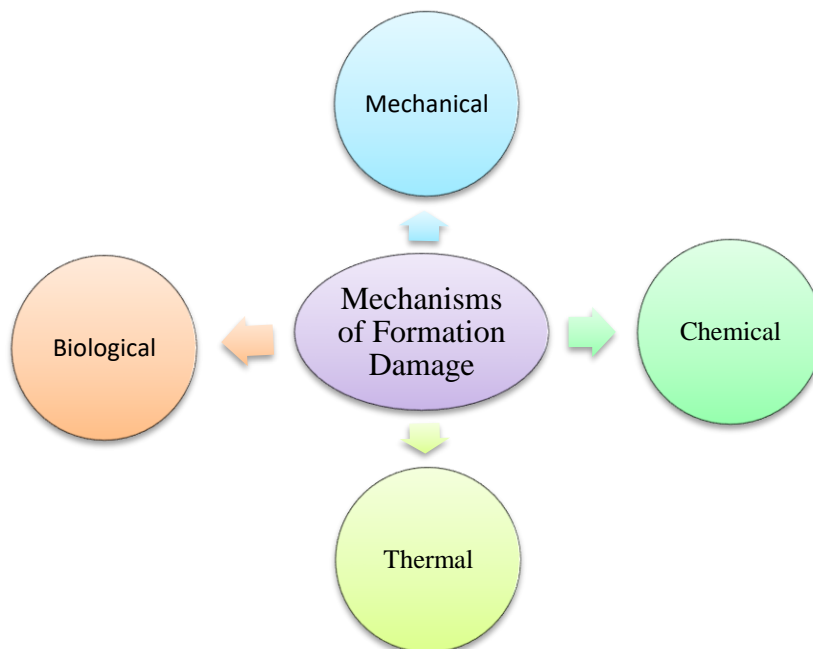 Mechanical
Mechanisms
of Formation
Damage
Biological
Chemical
Thermal